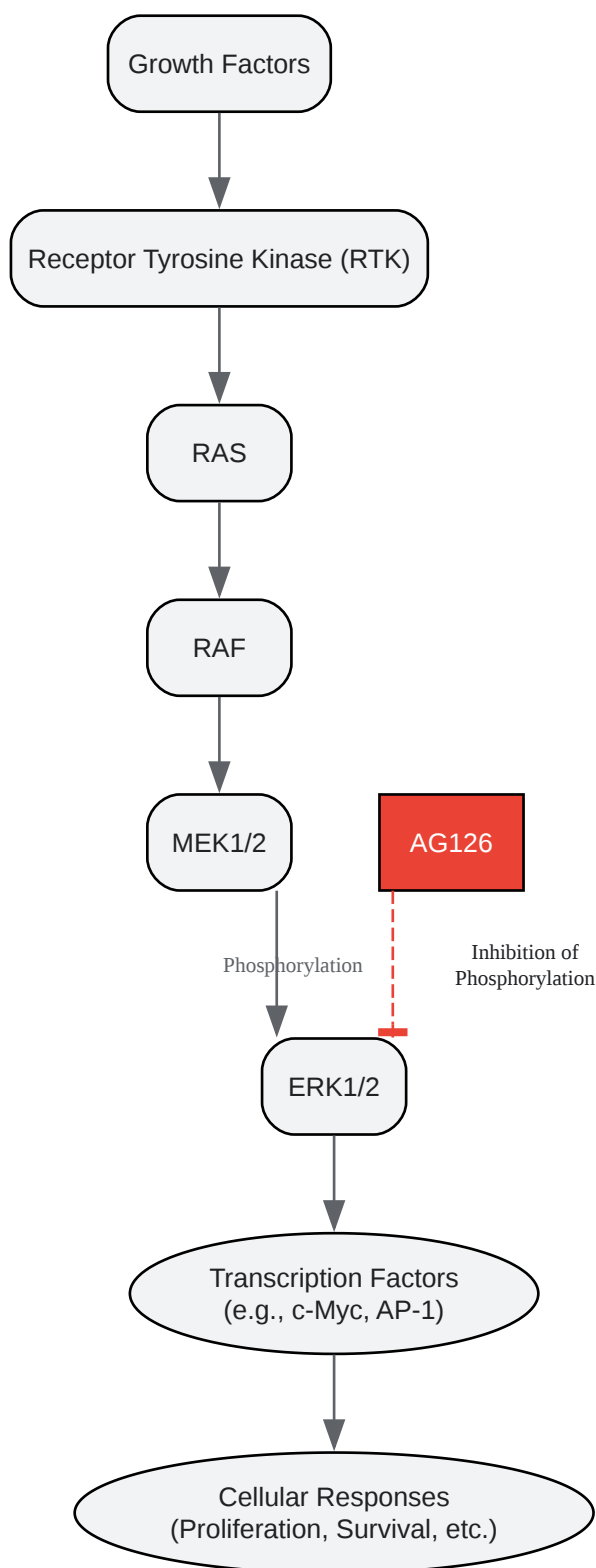 Growth Factors
Receptor Tyrosine Kinase (RTK)
RAS
RAF
MEK1/2
AG126
Phosphorylation
Inhibition of
Phosphorylation
ERK1/2
Transcription Factors
(e.g., c-Myc, AP-1)
Cellular Responses
(Proliferation, Survival, etc.)